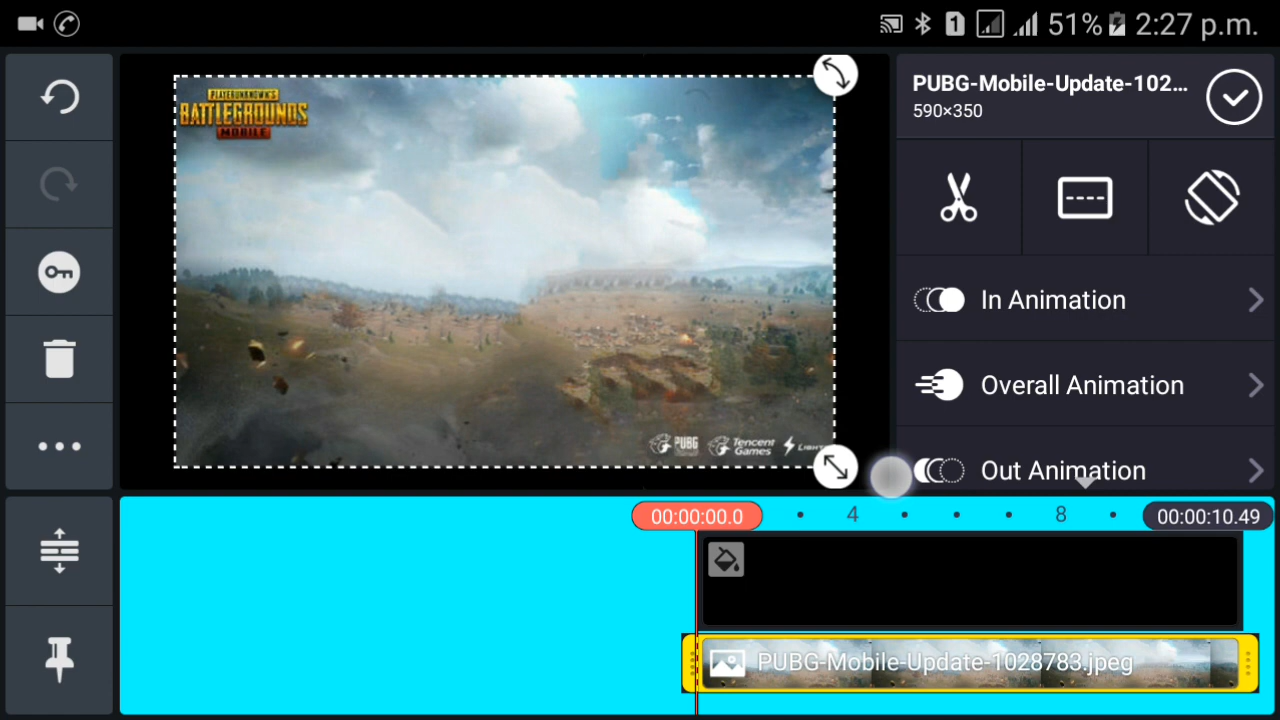 1 51% 2:27 p.m.
PLAYERUNKNOWN'S
BATTLEGROUNDS
MOBILE
PUBG
Tencent
Games
PUBG-Mobile-Update-102...
590×350
In Animation
Overall Animation
Out Animation
00:00:00.0 4 8 00:00:10.49
PUBG-Mobile-Update-1028783.jpeg